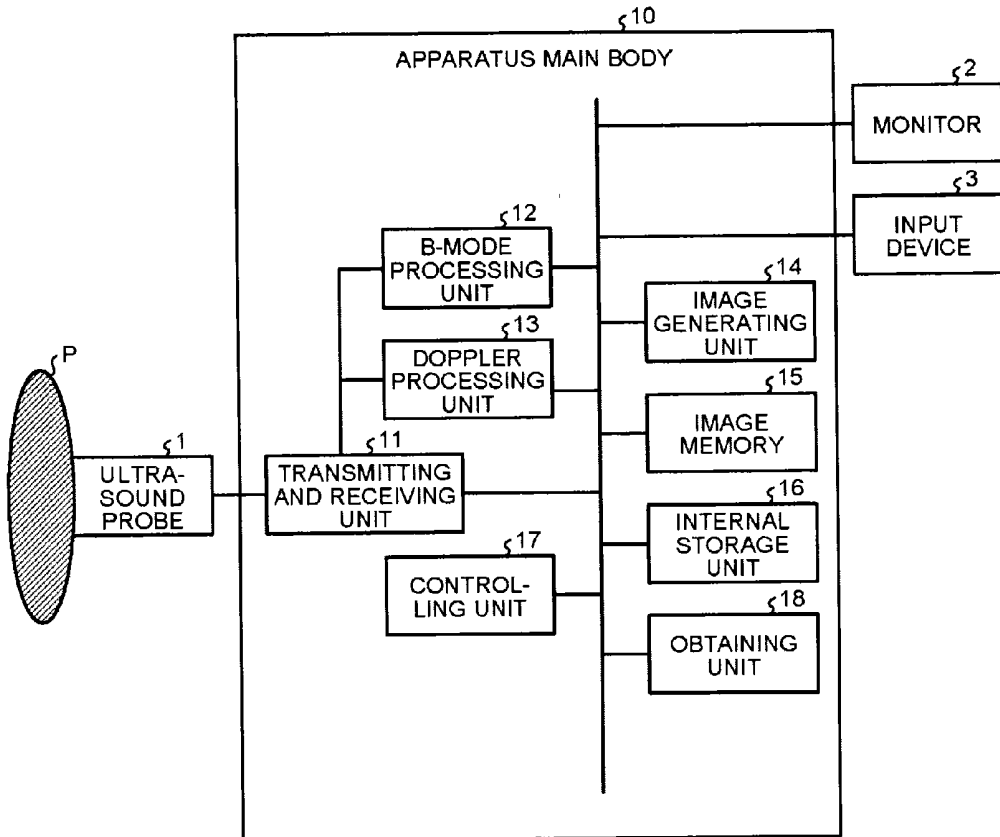 10
APPARATUS MAIN BODY
2
MONITOR
3
INPUT
DEVICE
12
B-MODE
PROCESSING
UNIT
14
IMAGE
GENERATING
UNIT
13
DOPPLER
PROCESSING
UNIT
P
15
IMAGE
MEMORY
1
ULTRA-
SOUND
PROBE
11
TRANSMITTING
AND RECEIVING
UNIT
16
INTERNAL
STORAGE
UNIT
17
CONTROL-
LING UNIT
18
OBTAINING
UNIT